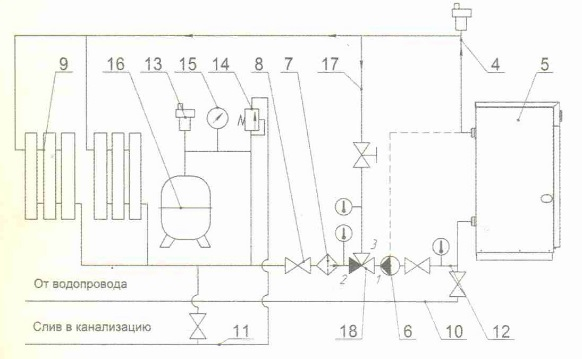 4
9 16 13 15 14 7 8 17 5
3
2 1
От водопровода
Слив в канализацию
11 18 6 10 12